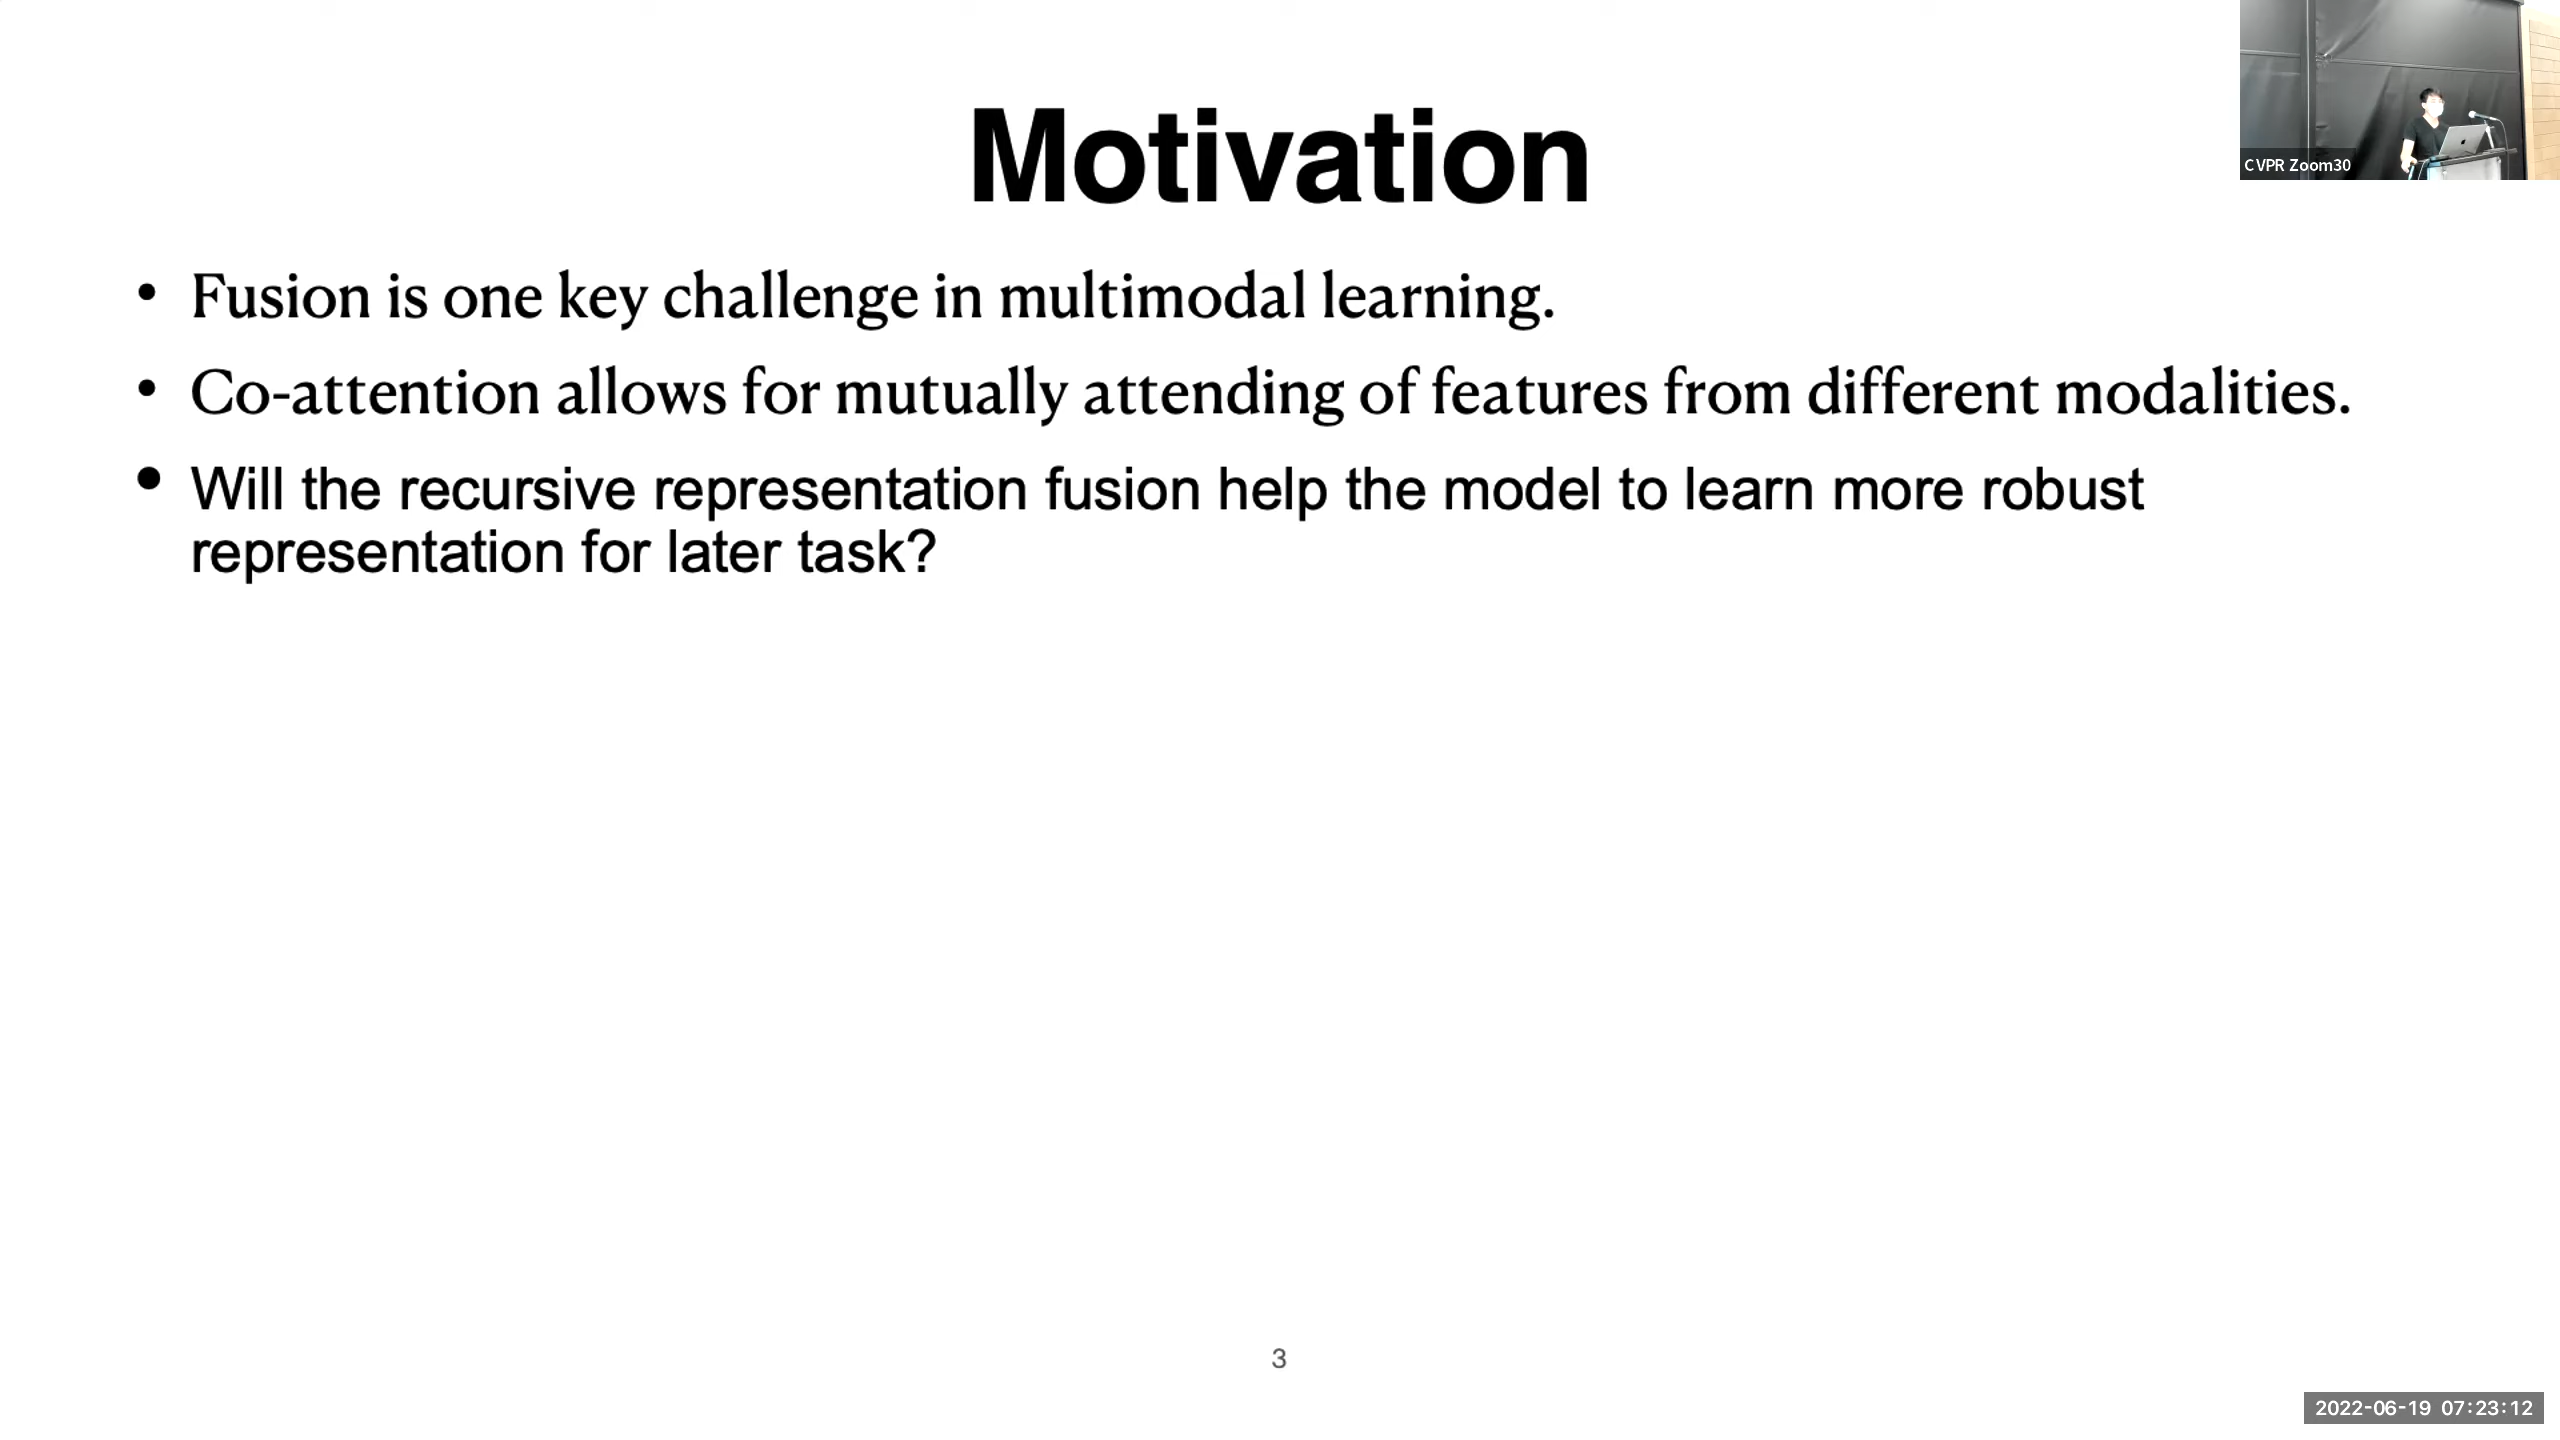 Motivation
CVPR Zoom30
• Fusion is one key challenge in multimodal learning.
• Co-attention allows for mutually attending of features from different modalities.
• Will the recursive representation fusion help the model to learn more robust
representation for later task?
3
2022-06-19 07:23:12